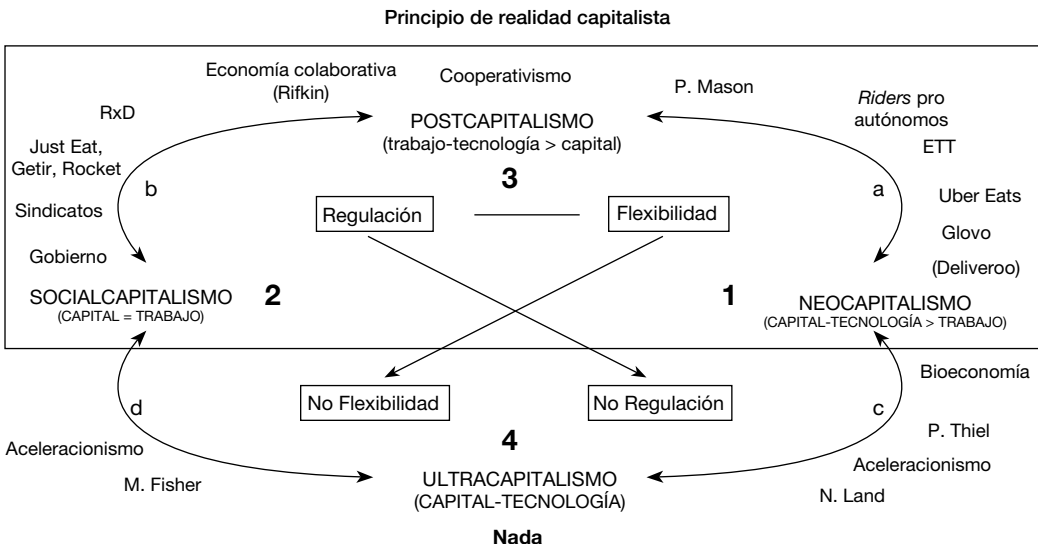 Principio de realidad capitalista
Economía colaborativa
(Rifkin)
Cooperativismo
P. Mason
Riders pro
autónomos
RxD
POSTCAPITALISMO
(trabajo-tecnología > capital)
ETT
Just Eat,
Getir, Rocket
b
3
a
Uber Eats
Sindicatos
Regulación
Flexibilidad
Glovo
Gobierno
(Deliveroo)
SOCIALCAPITALISMO
(CAPITAL = TRABAJO)
2
1
NEOCAPITALISMO
(CAPITAL-TECNOLOGÍA > TRABAJO)
Bioeconomía
d
No Flexibilidad
No Regulación
c
P. Thiel
Aceleracionismo
4
Aceleracionismo
M. Fisher
ULTRACAPITALISMO
(CAPITAL-TECNOLOGÍA)
N. Land
Nada